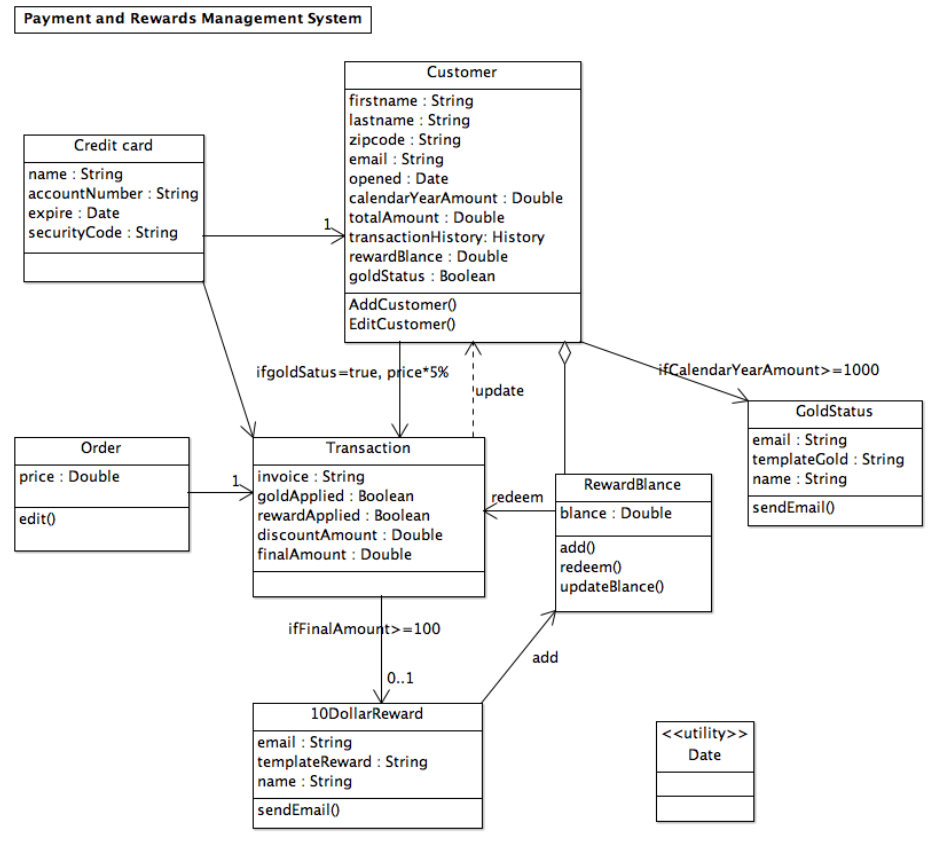 Payment and Rewards Management System
Customer
firstname : String
lastname : String
zipcode : String
email : String
opened : Date
calendarYearAmount : Double
totalAmount : Double
transactionHistory: History
rewardBlance : Double
goldStatus : Boolean
AddCustomer()
EditCustomer()
Credit card
name : String
accountNumber : String
expire : Date
securityCode : String
1
ifgoldSatus=true, price*5%
update
ifCalendarYearAmount>=1000
GoldStatus
email : String
templateGold : String
name : String
sendEmail()
Order
price : Double
edit()
1
Transaction
invoice : String
goldApplied : Boolean
rewardApplied : Boolean
discountAmount : Double
finalAmount : Double
redeem
RewardBlance
blance : Double
add()
redeem()
updateBlance()
ifFinalAmount>=100
0..1
add
10DollarReward
email : String
templateReward : String
name : String
sendEmail()
<<utility>>
Date